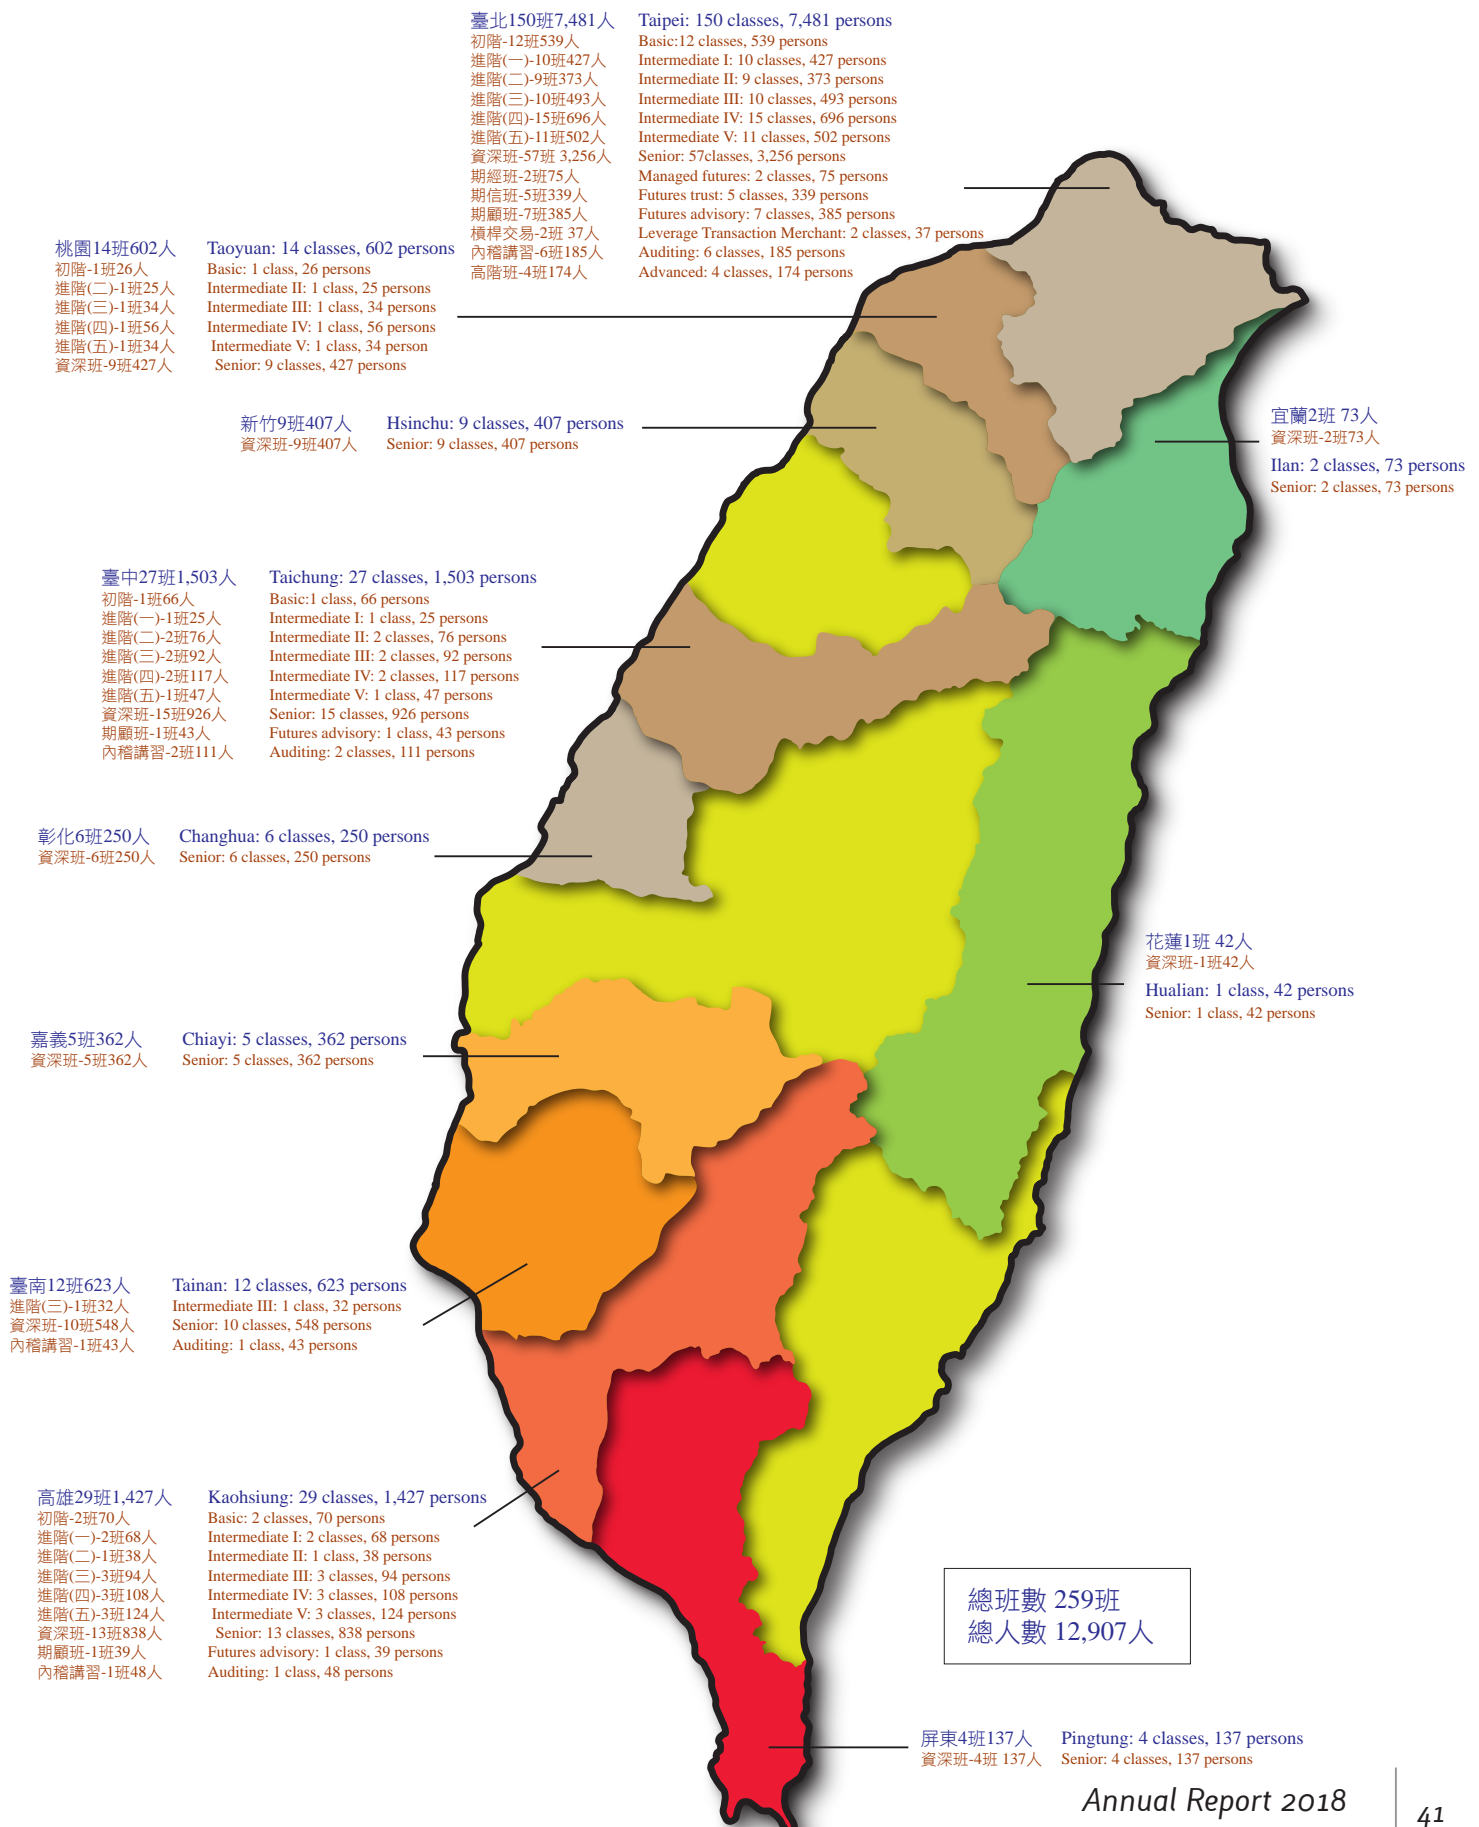 臺北150班7,481人 Taipei: 150 classes, 7,481 persons
初階-12班539人 Basic:12 classes, 539 persons
進階(一)-10班427人 Intermediate I: 10 classes, 427 persons
進階(二)-9班373人 Intermediate II: 9 classes, 373 persons
進階(三)-10班493人 Intermediate III: 10 classes, 493 persons
進階(四)-15班696人 Intermediate IV: 15 classes, 696 persons
進階(五)-11班502人 Intermediate V: 11 classes, 502 persons
資深班-57班 3,256人 Senior: 57classes, 3,256 persons
期經班-2班75人 Managed futures: 2 classes, 75 persons
期信班-5班339人 Futures trust: 5 classes, 339 persons
期顧班-7班385人 Futures advisory: 7 classes, 385 persons
槓桿交易-2班 37人 Leverage Transaction Merchant: 2 classes, 37 persons
內稽講習-6班185人 Auditing: 6 classes, 185 persons
高階班-4班174人 Advanced: 4 classes, 174 persons
桃園14班602人 Taoyuan: 14 classes, 602 persons
初階-1班26人 Basic: 1 class, 26 persons
進階(二)-1班25人 Intermediate II: 1 class, 25 persons
進階(三)-1班34人 Intermediate III: 1 class, 34 persons
進階(四)-1班56人 Intermediate IV: 1 class, 56 persons
進階(五)-1班34人 Intermediate V: 1 class, 34 person
資深班-9班427人 Senior: 9 classes, 427 persons
新竹9班407人 Hsinchu: 9 classes, 407 persons
資深班-9班407人 Senior: 9 classes, 407 persons
宜蘭2班 73人
資深班-2班73人
Ilan: 2 classes, 73 persons
Senior: 2 classes, 73 persons
臺中27班1,503人 Taichung: 27 classes, 1,503 persons
初階-1班66人 Basic:1 class, 66 persons
進階(一)-1班25人 Intermediate I: 1 class, 25 persons
進階(二)-2班76人 Intermediate II: 2 classes, 76 persons
進階(三)-2班92人 Intermediate III: 2 classes, 92 persons
進階(四)-2班117人 Intermediate IV: 2 classes, 117 persons
進階(五)-1班47人 Intermediate V: 1 class, 47 persons
資深班-15班926人 Senior: 15 classes, 926 persons
期顧班-1班43人 Futures advisory: 1 class, 43 persons
內稽講習-2班111人 Auditing: 2 classes, 111 persons
彰化6班250人 Changhua: 6 classes, 250 persons
資深班-6班250人 Senior: 6 classes, 250 persons
花蓮1班 42人
資深班-1班42人
Hualian: 1 class, 42 persons
Senior: 1 class, 42 persons
嘉義5班362人 Chiayi: 5 classes, 362 persons
資深班-5班362人 Senior: 5 classes, 362 persons
臺南12班623人 Tainan: 12 classes, 623 persons
進階(三)-1班32人 Intermediate III: 1 class, 32 persons
資深班-10班548人 Senior: 10 classes, 548 persons
內稽講習-1班43人 Auditing: 1 class, 43 persons
高雄29班1,427人 Kaohsiung: 29 classes, 1,427 persons
初階-2班70人 Basic: 2 classes, 70 persons
進階(一)-2班68人 Intermediate I: 2 classes, 68 persons
進階(二)-1班38人 Intermediate II: 1 class, 38 persons
進階(三)-3班94人 Intermediate III: 3 classes, 94 persons
進階(四)-3班108人 Intermediate IV: 3 classes, 108 persons
進階(五)-3班124人 Intermediate V: 3 classes, 124 persons
資深班-13班838人 Senior: 13 classes, 838 persons
期顧班-1班39人 Futures advisory: 1 class, 39 persons
內稽講習-1班48人 Auditing: 1 class, 48 persons
總班數 259班
總人數 12,907人
屏東4班137人 Pingtung: 4 classes, 137 persons
資深班-4班 137人 Senior: 4 classes, 137 persons
Annual Report 2018 41